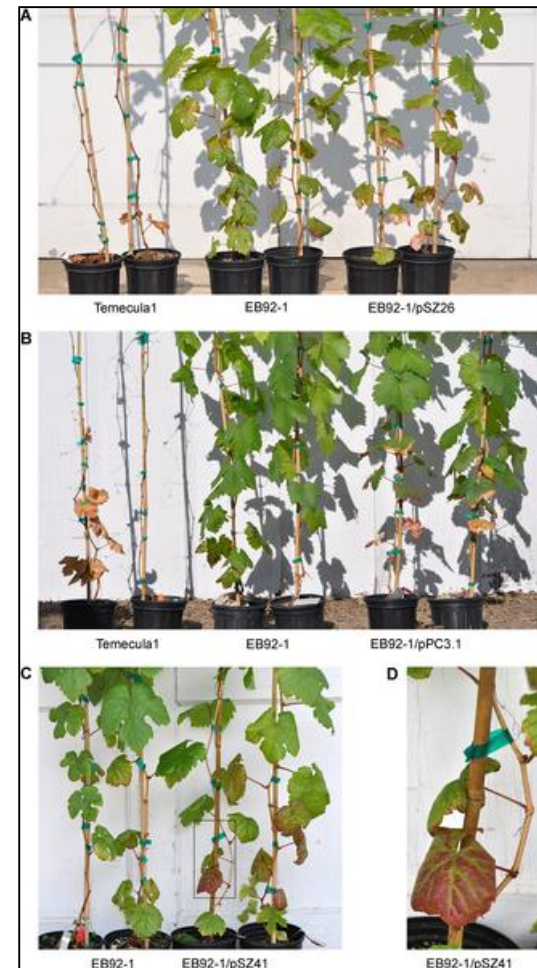 A
Temecula1 EB92-1 EB92-1/pSZ26
B
Temecula1 EB92-1 EB92-1/pPC3.1
C D
EB92-1 EB92-1/pSZ41 EB92-1/pSZ41